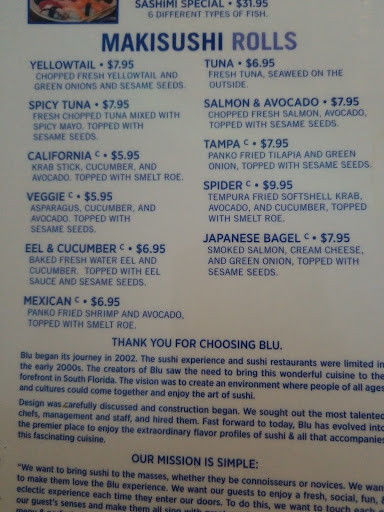 SASHIMI SPECIAL • $31.95
6 DIFFERENT TYPES OF FISH.
MAKISUSHI ROLLS
YELLOWTAIL • $7.95
CHOPPED FRESH YELLOWTAIL AND
GREEN ONIONS AND SESAME SEEDS.
SPICY TUNA • $7.95
FRESH CHOPPED TUNA MIXED WITH
SPICY MAYO. TOPPED WITH
SESAME SEEDS.
CALIFORNIA C • $5.95
KRAB STICK, CUCUMBER, AND
AVOCADO. TOPPED WITH SMELT ROE.
VEGGIE C • $5.95
ASPARAGUS, CUCUMBER, AND
AVOCADO. TOPPED WITH
SESAME SEEDS.
EEL & CUCUMBER C • $6.95
BAKED FRESH WATER EEL AND
CUCUMBER. TOPPED WITH EEL
SAUCE AND SESAME SEEDS.
MEXICAN C • $6.95
PANKO FRIED SHRIMP AND AVOCADO,
TOPPED WITH SMELT ROE.
TUNA • $6.95
FRESH TUNA, SEAWEED ON THE
OUTSIDE.
SALMON & AVOCADO • $7.95
CHOPPED FRESH SALMON, AVOCADO,
TOPPED WITH SESAME SEEDS.
TAMPA C • $7.95
PANKO FRIED TILAPIA AND GREEN
ONION, TOPPED WITH SESAME SEEDS.
SPIDER C • $9.95
TEMPURA FRIED SOFTSHELL KRAB,
AVOCADO, AND CUCUMBER, TOPPED
WITH SMELT ROE.
JAPANESE BAGEL C • $7.95
SMOKED SALMON, CREAM CHEESE,
AND GREEN ONION, TOPPED WITH
SESAME SEEDS.
THANK YOU FOR CHOOSING BLU.
Blu began its journey in 2002. The sushi experience and sushi restaurants were limited in
the early 2000s. The creators of Blu saw the need to bring this wonderful cuisine to the
forefront in South Florida. The vision was to create an environment where people of all ages
and cultures could come together and enjoy the art of sushi.
Design was carefully discussed and construction began. We sought out the most talented
chefs, management and staff, and hired them. Fast forward to today, Blu has evolved into
the premier place to enjoy the extraordinary flavor profiles of sushi & all that accompanies
this fascinating cuisine.
OUR MISSION IS SIMPLE:
"We want to bring sushi to the masses, whether they be connoisseurs or novices. We want
to make them love the Blu experience. We want our guests to enjoy a fresh, social, fun, &
eclectic experience each time they enter our doors. To do this, we want to touch each of
our guest's senses and make them all sing with